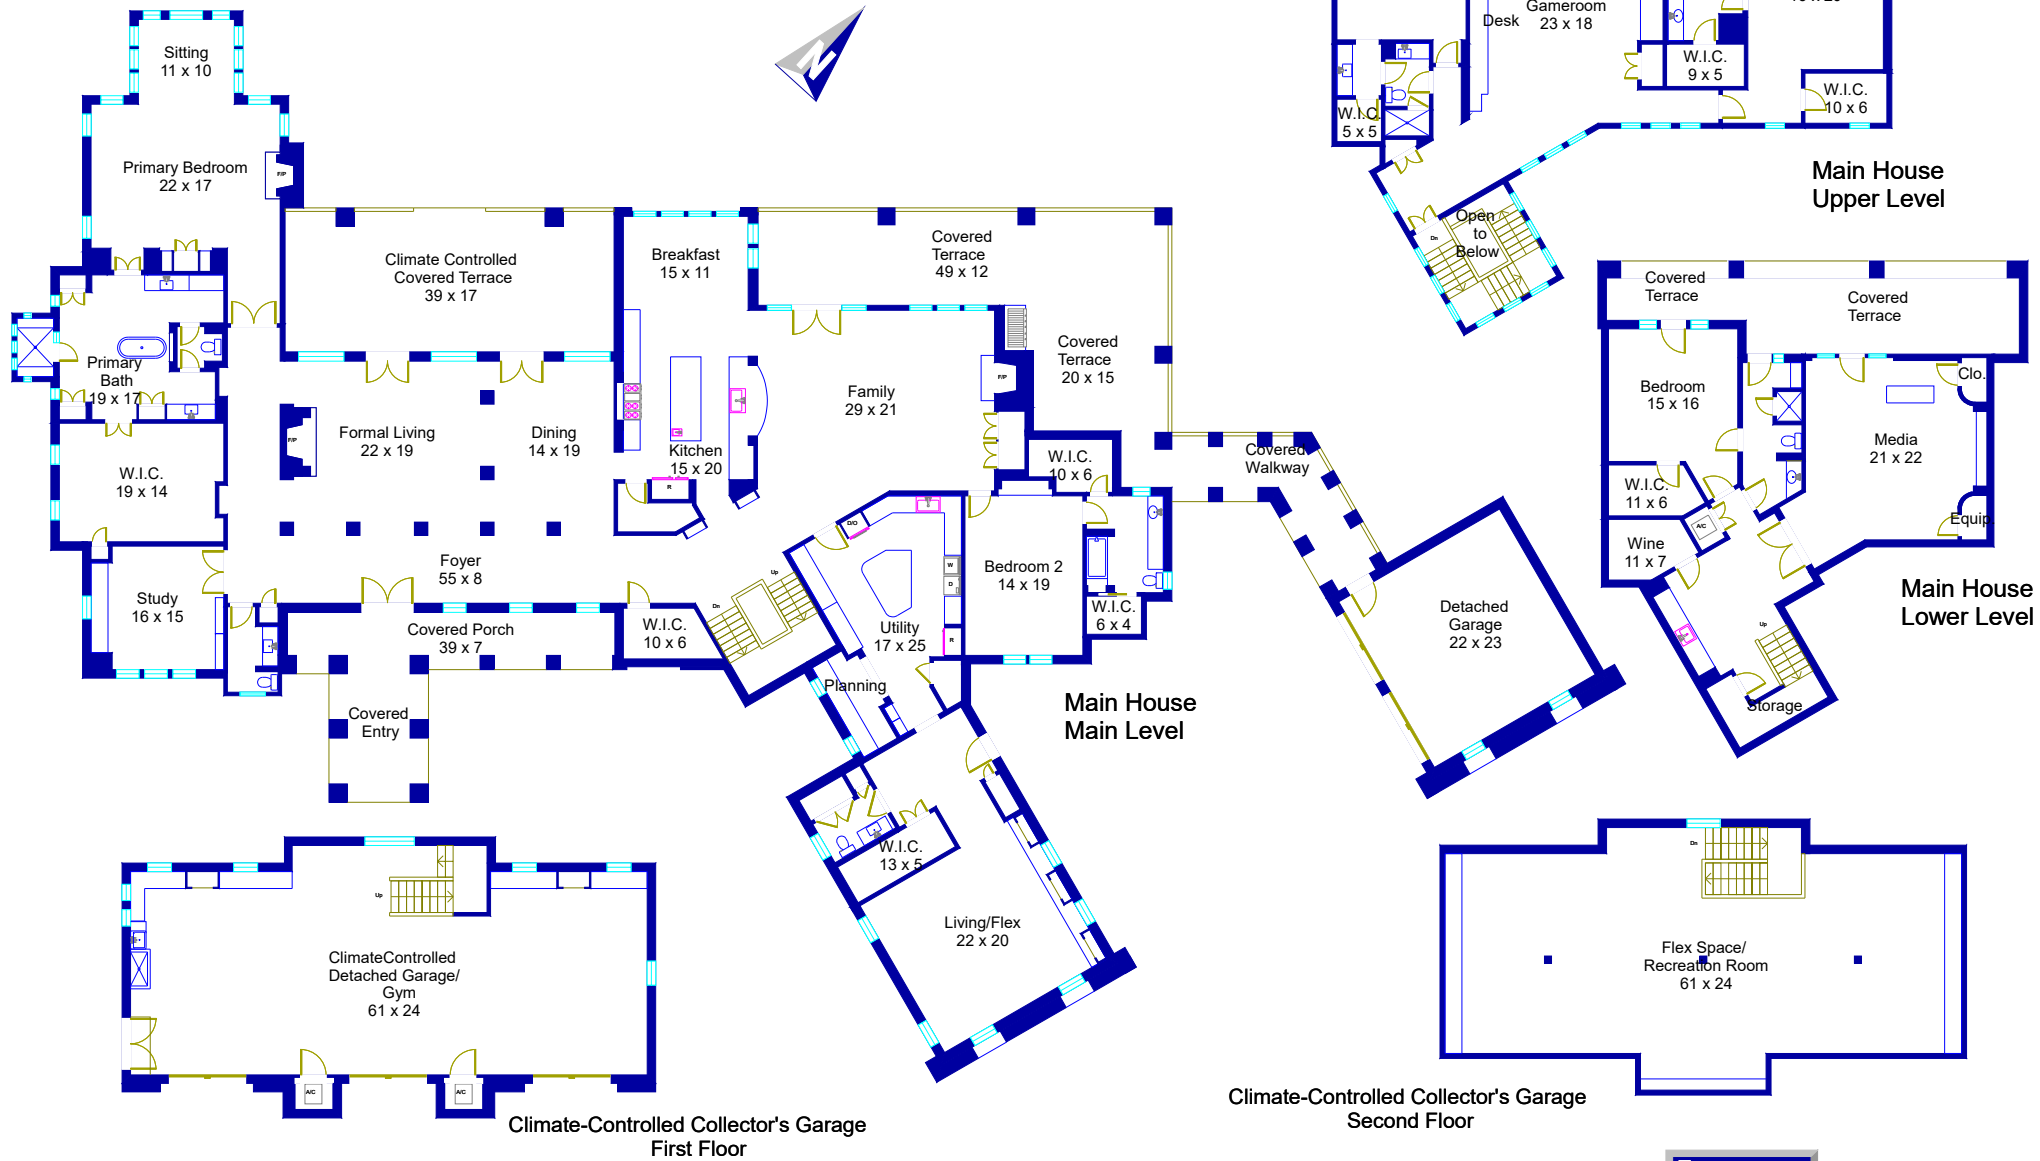 Sitting
11 x 10
Primary Bedroom
22 x 17
F/P
N
Climate Controlled
Covered Terrace
39 x 17
Breakfast
15 x 11
Covered
Terrace
49 x 12
Covered
Terrace
20 x 15
Primary
Bath
19 x 17
F/P
Formal Living
22 x 19
Dining
14 x 19
Kitchen
15 x 20
R
Family
29 x 21
F/P
W.I.C.
10 x 6
Covered
Walkway
W.I.C.
19 x 14
Study
16 x 15
Foyer
55 x 8
Covered Porch
39 x 7
Covered
Entry
W.I.C.
10 x 6
Dn
Up
D/O
W
D
R
Utility
17 x 25
Planning
Bedroom 2
14 x 19
W.I.C.
6 x 4
Main House
Main Level
W.I.C.
13 x 5
Living/Flex
22 x 20
Detached
Garage
22 x 23
Desk
Gameroom
23 x 18
W.I.C.
9 x 5
W.I.C.
10 x 6
W.I.C.
5 x 5
Open
to
Below
Dn
Main House
Upper Level
Covered
Terrace
Covered
Terrace
Bedroom
15 x 16
Clo.
Media
21 x 22
W.I.C.
11 x 6
A/C
Equip.
Wine
11 x 7
Up
Storage
Main House
Lower Level
Up
ClimateControlled
Detached Garage/
Gym
61 x 24
A/C
A/C
Climate-Controlled Collector's Garage
First Floor
Dn
Flex Space/
Recreation Room
61 x 24
Climate-Controlled Collector's Garage
Second Floor